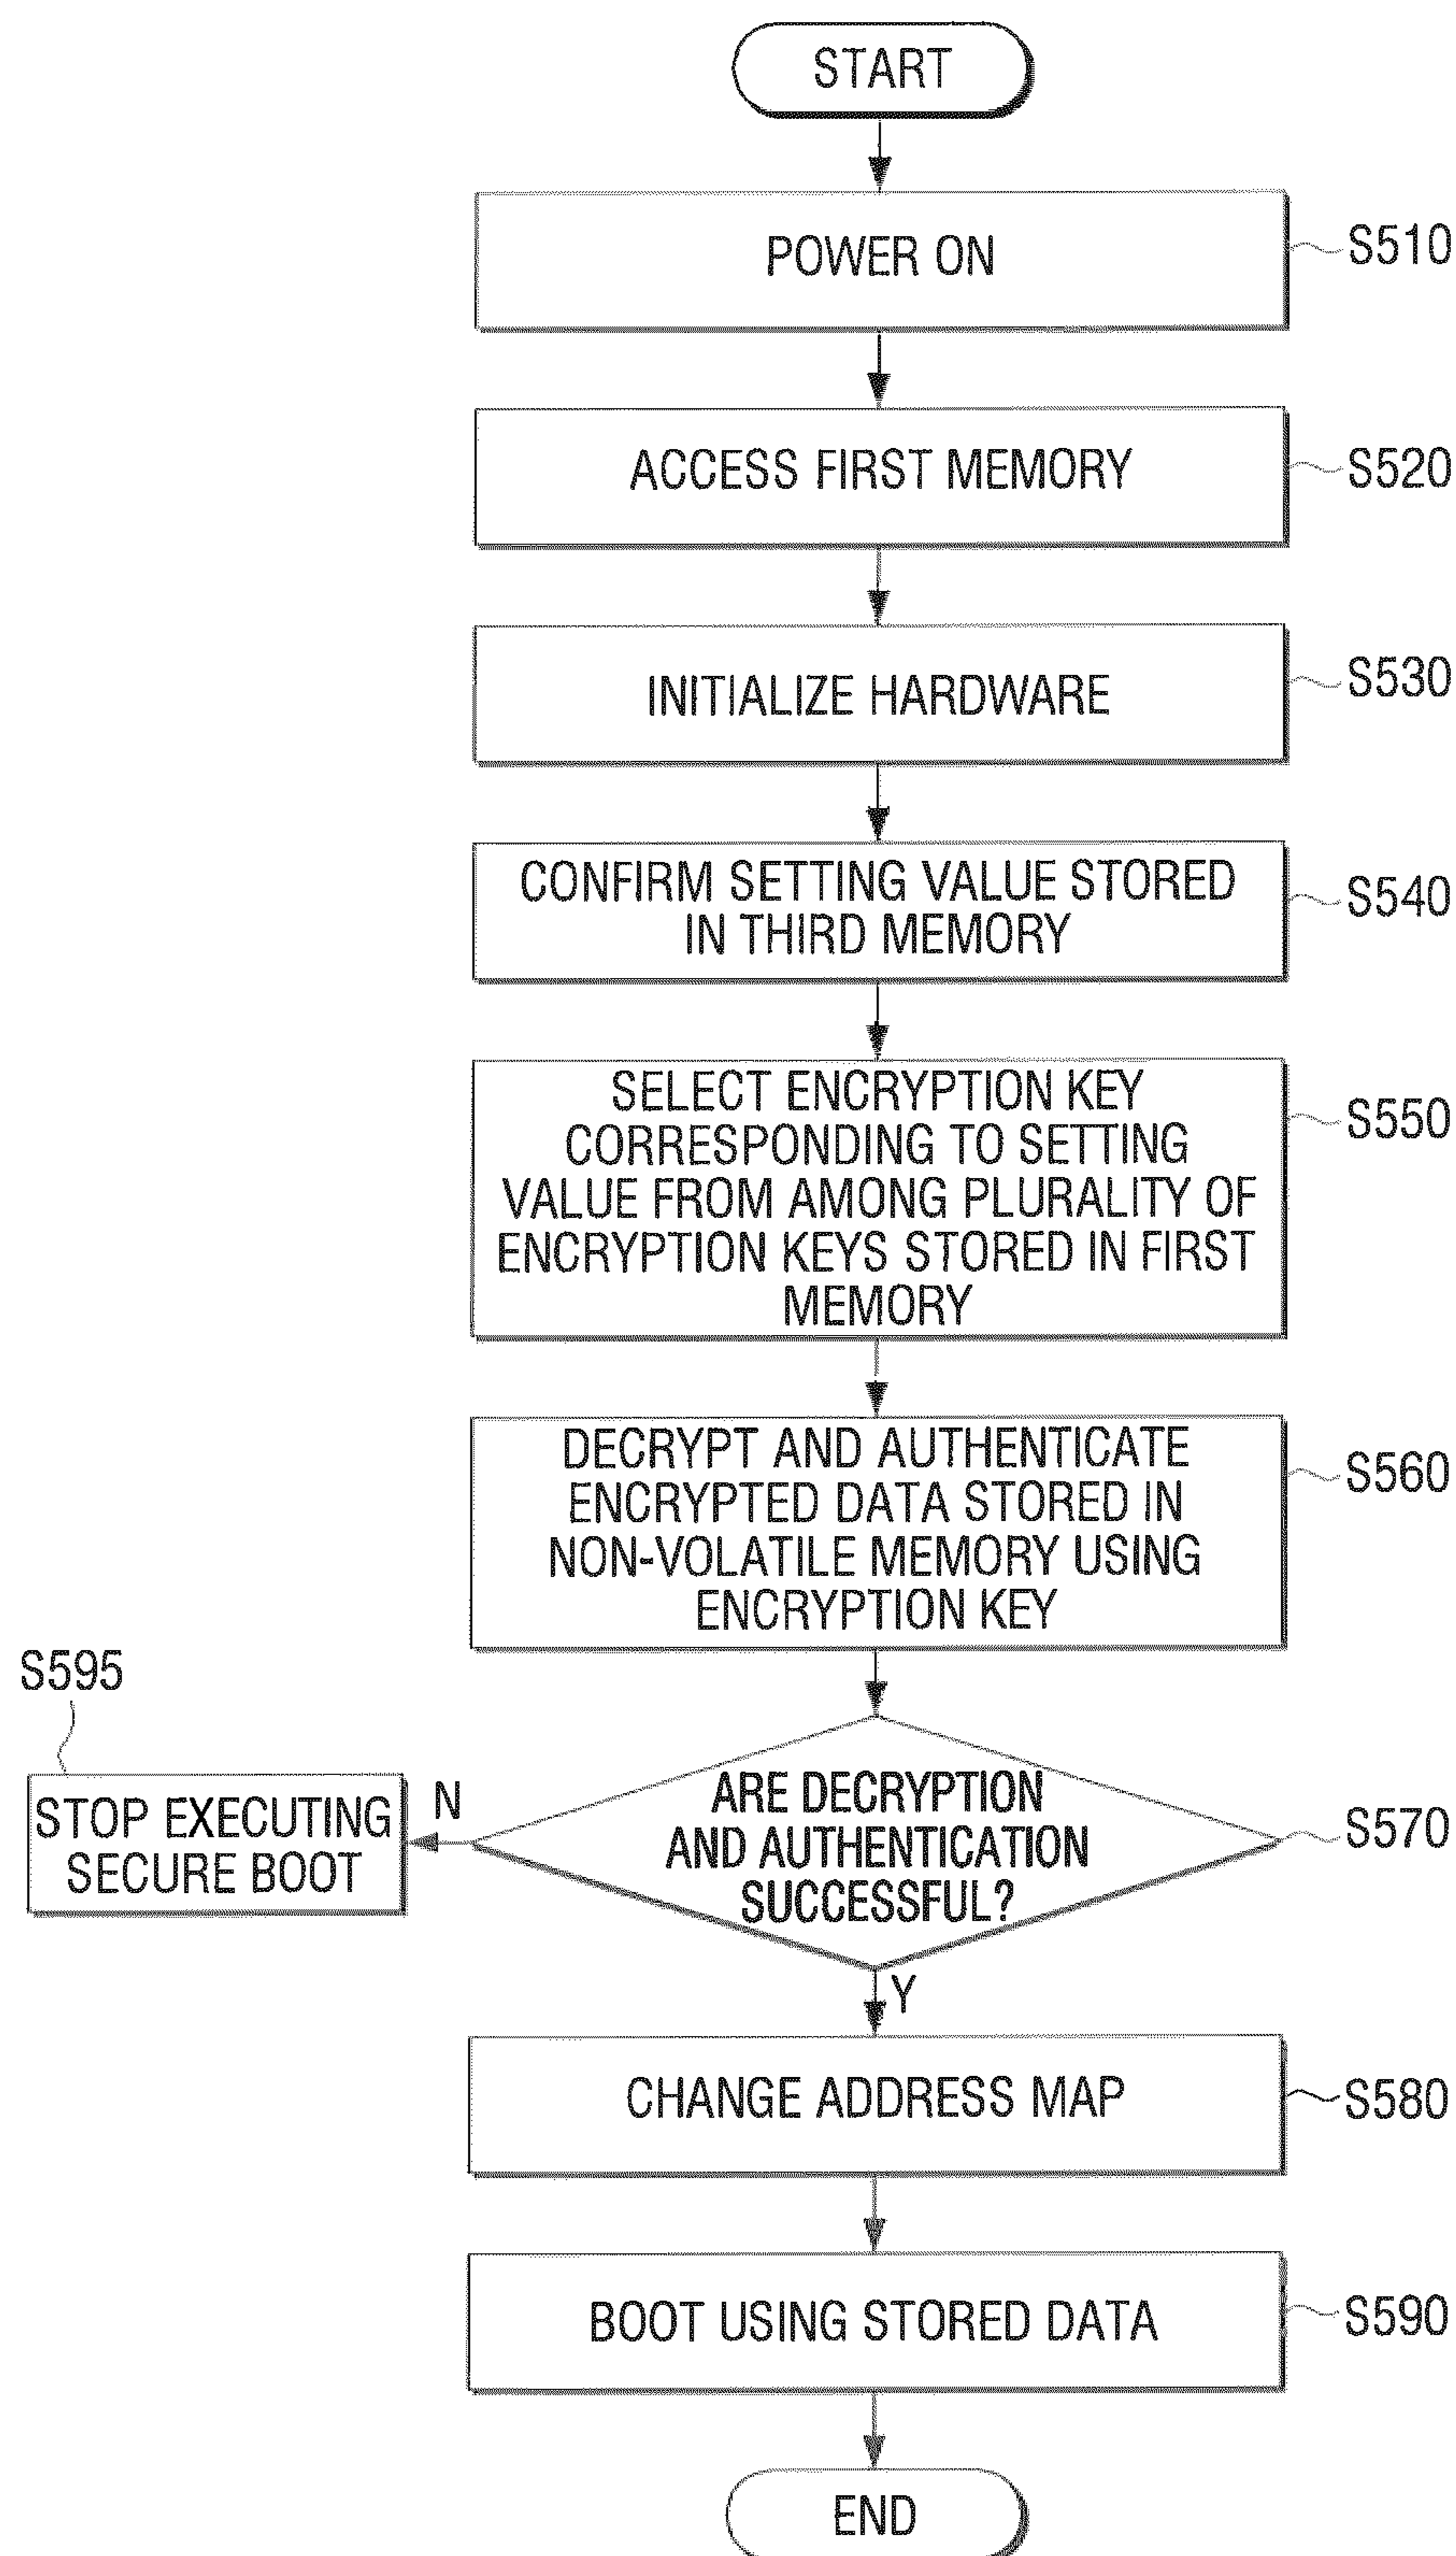 START
POWER ON
S510
ACCESS FIRST MEMORY
S520
INITIALIZE HARDWARE
S530
CONFIRM SETTING VALUE STORED
IN THIRD MEMORY
S540
SELECT ENCRYPTION KEY
CORRESPONDING TO SETTING
VALUE FROM AMONG PLURALITY OF
ENCRYPTION KEYS STORED IN FIRST
MEMORY
S550
DECRYPT AND AUTHENTICATE
ENCRYPTED DATA STORED IN
NON-VOLATILE MEMORY USING
ENCRYPTION KEY
S560
S595
STOP EXECUTING
SECURE BOOT
N
ARE DECRYPTION
AND AUTHENTICATION
SUCCESSFUL?
S570
Y
CHANGE ADDRESS MAP
S580
BOOT USING STORED DATA
S590
END